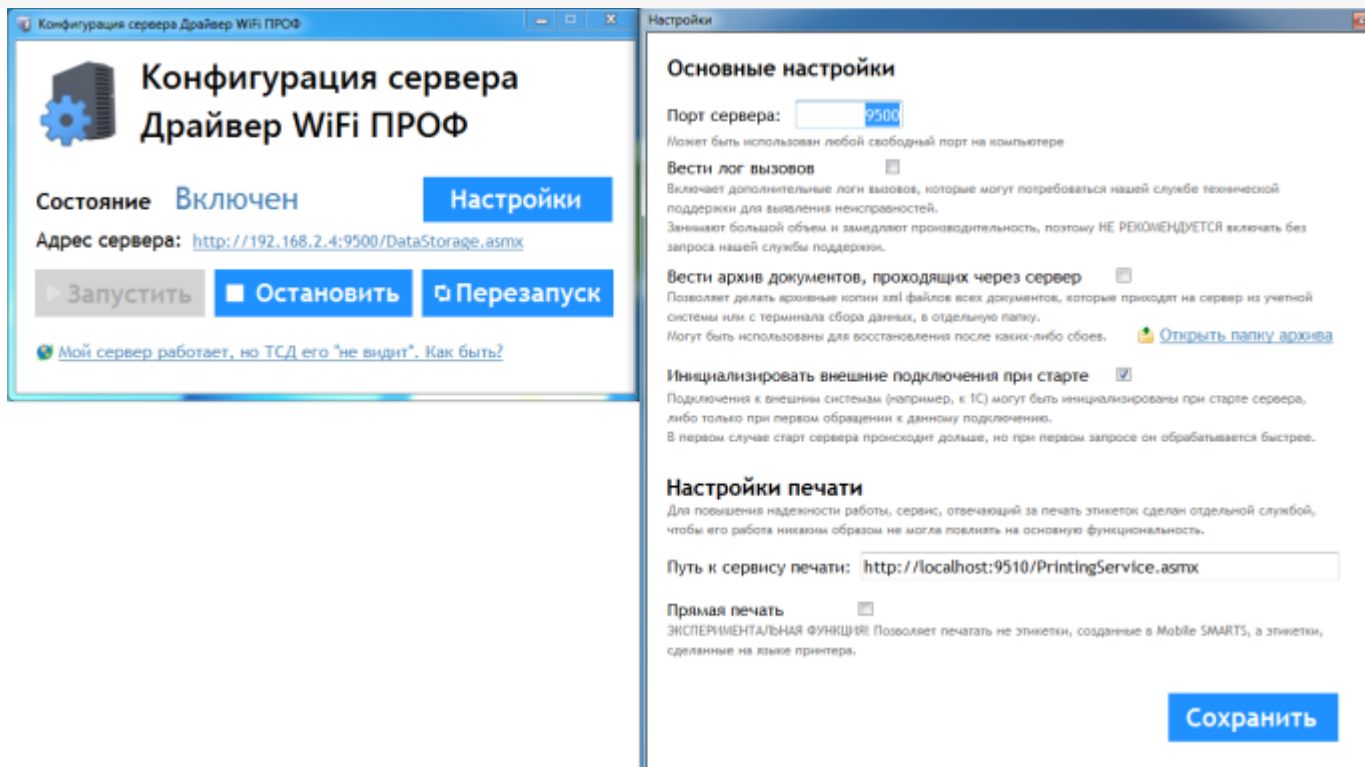 Конфигурация сервера Драйвер WiFi ПРОФ
Конфигурация сервера
Драйвер WiFi ПРОФ
Состояние Включен
Настройки
Адрес сервера: http://192.168.2.4:9500/DataStorage.asmx
Запустить
Остановить
Перезапуск
Мой сервер работает, но ТСД его "не видит". Как быть?
Настройки
Основные настройки
Порт сервера: 9500
Может быть использован любой свободный порт на компьютере
Вести лог вызовов
Включает дополнительные логи вызовов, которые могут потребоваться нашей службе технической
поддержки для выявления неисправностей.
Занимают большой объем и замедляют производительность, поэтому НЕ РЕКОМЕНДУЕТСЯ включать без
запроса нашей службы поддержки.
Вести архив документов, проходящих через сервер
Позволяет делать архивные копии xml файлов всех документов, которые приходят на сервер из учетной
системы или с терминала сбора данных, в отдельную папку.
Могут быть использованы для восстановления после каких-либо сбоев.
Открыть папку архива
Инициализировать внешние подключения при старте
Подключения к внешним системам (например, к 1С) могут быть инициализированы при старте сервера,
либо только при первом обращении к данному подключению.
В первом случае старт сервера происходит дольше, но при первом запросе он обрабатывается быстрее.
Настройки печати
Для повышения надежности работы, сервис, отвечающий за печать этикеток сделан отдельной службой,
чтобы его работа никаким образом не могла повлиять на основную функциональность.
Путь к сервису печати: http://localhost:9510/PrintingService.asmx
Прямая печать
ЭКСПЕРИМЕНТАЛЬНАЯ ФУНКЦИЯ! Позволяет печатать не этикетки, созданные в Mobile SMARTS, а этикетки,
сделанные на языке принтера.
Сохранить